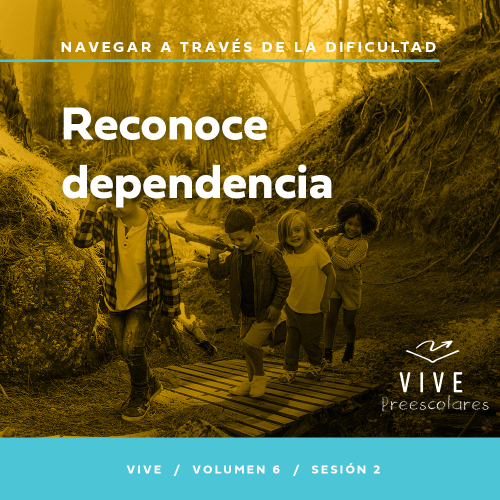 NAVEGAR A TRAVÉS DE LA DIFICULTAD
Reconoce
dependencia
VIVE
Preescolares
VIVE / VOLUMEN 6 / SESIÓN 2